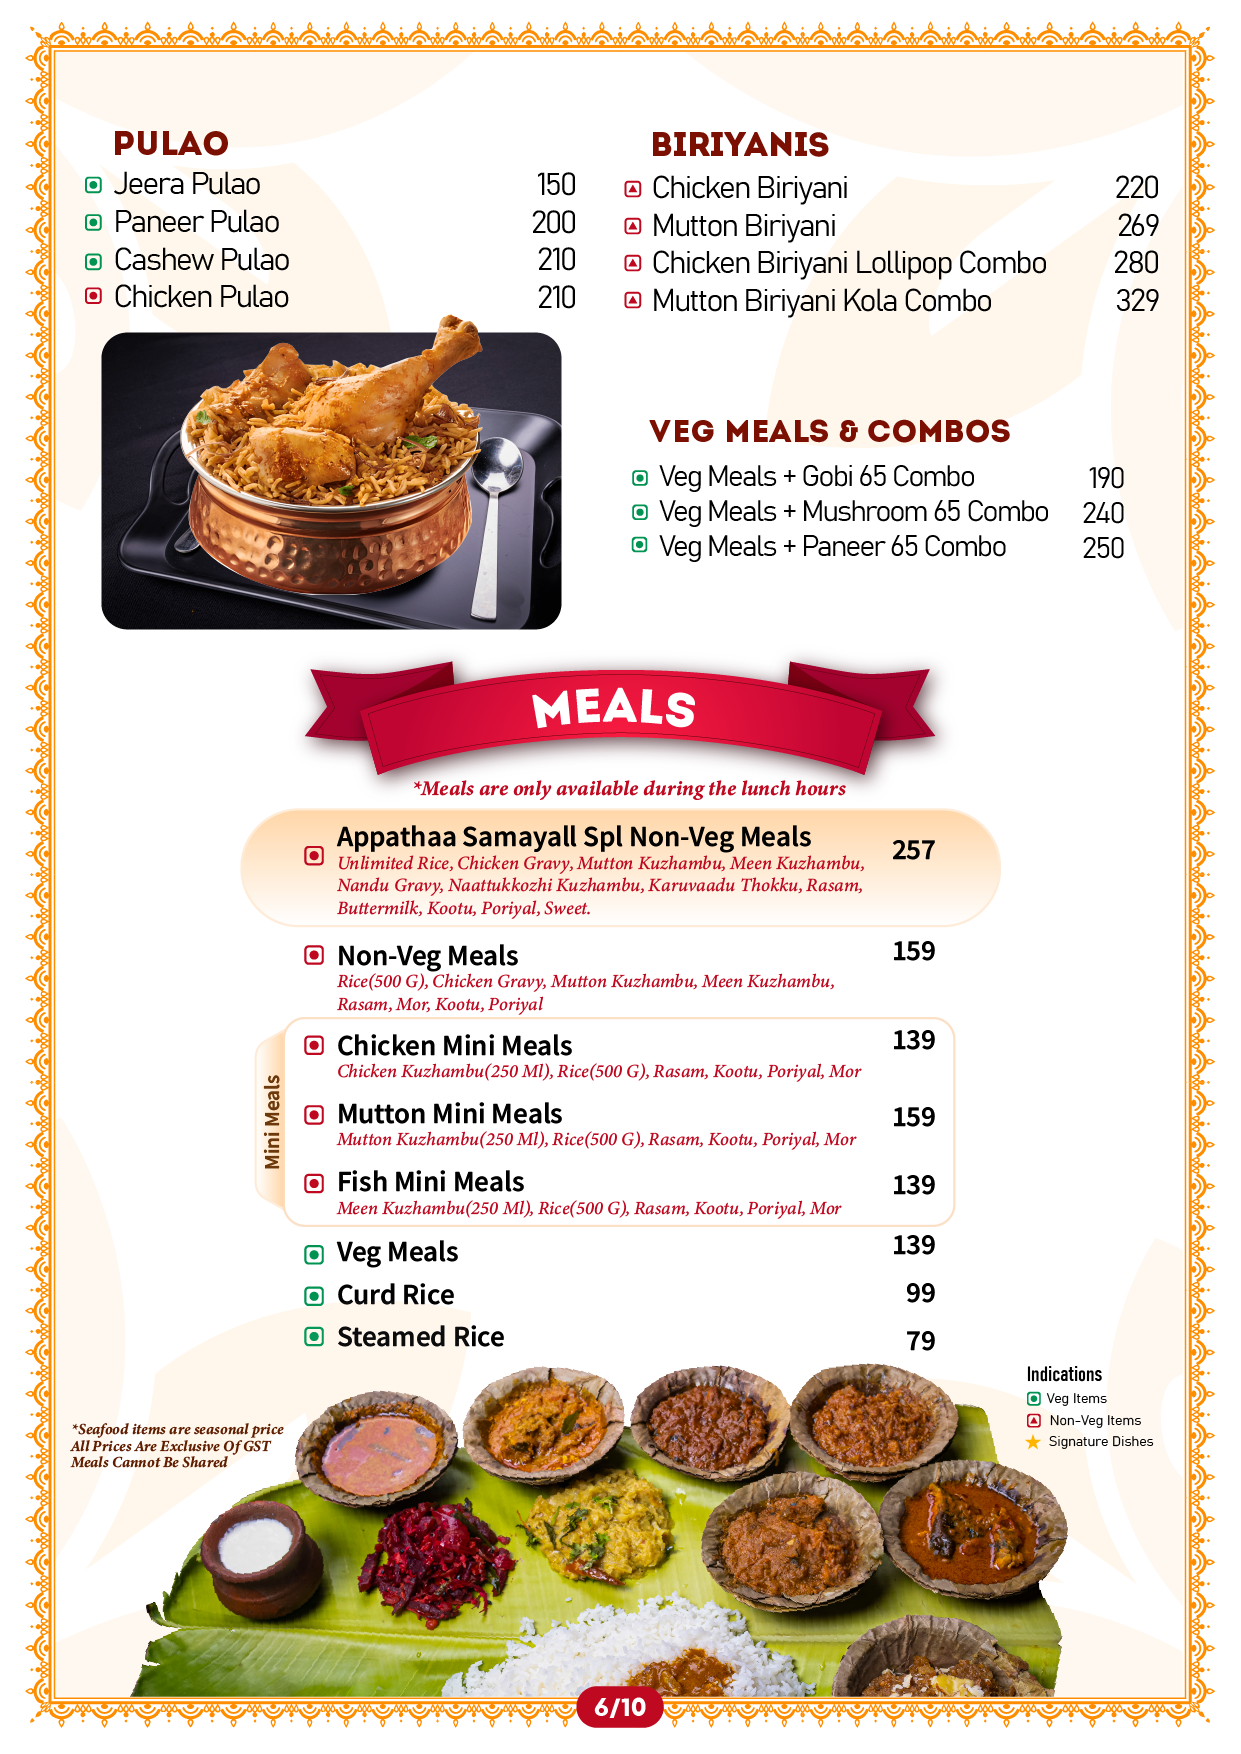 PULAO
Jeera Pulao 150
Paneer Pulao 200
Cashew Pulao 210
Chicken Pulao 210
BIRIYANIS
Chicken Biriyani 220
Mutton Biriyani 269
Chicken Biriyani Lollipop Combo 280
Mutton Biriyani Kola Combo 329
VEG MEALS & COMBOS
Veg Meals + Gobi 65 Combo 190
Veg Meals + Mushroom 65 Combo 240
Veg Meals + Paneer 65 Combo 250
MEALS
*Meals are only available during the lunch hours
Appathaa Samayall Spl Non-Veg Meals 257
Unlimited Rice, Chicken Gravy, Mutton Kuzhambu, Meen Kuzhambu,
Nandu Gravy, Naattukkozhi Kuzhambu, Karuvaadu Thokku, Rasam,
Buttermilk, Kootu, Poriyal, Sweet.
Non-Veg Meals 159
Rice(500 G), Chicken Gravy, Mutton Kuzhambu, Meen Kuzhambu,
Rasam, Mor, Kootu, Poriyal
Mini Meals
Chicken Mini Meals 139
Chicken Kuzhambu(250 Ml), Rice(500 G), Rasam, Kootu, Poriyal, Mor
Mutton Mini Meals 159
Mutton Kuzhambu(250 Ml), Rice(500 G), Rasam, Kootu, Poriyal, Mor
Fish Mini Meals 139
Meen Kuzhambu(250 Ml), Rice(500 G), Rasam, Kootu, Poriyal, Mor
Veg Meals 139
Curd Rice 99
Steamed Rice 79
Indications
Veg Items
Non-Veg Items
Signature Dishes
*Seafood items are seasonal price
All Prices Are Exclusive Of GST
Meals Cannot Be Shared
6/10